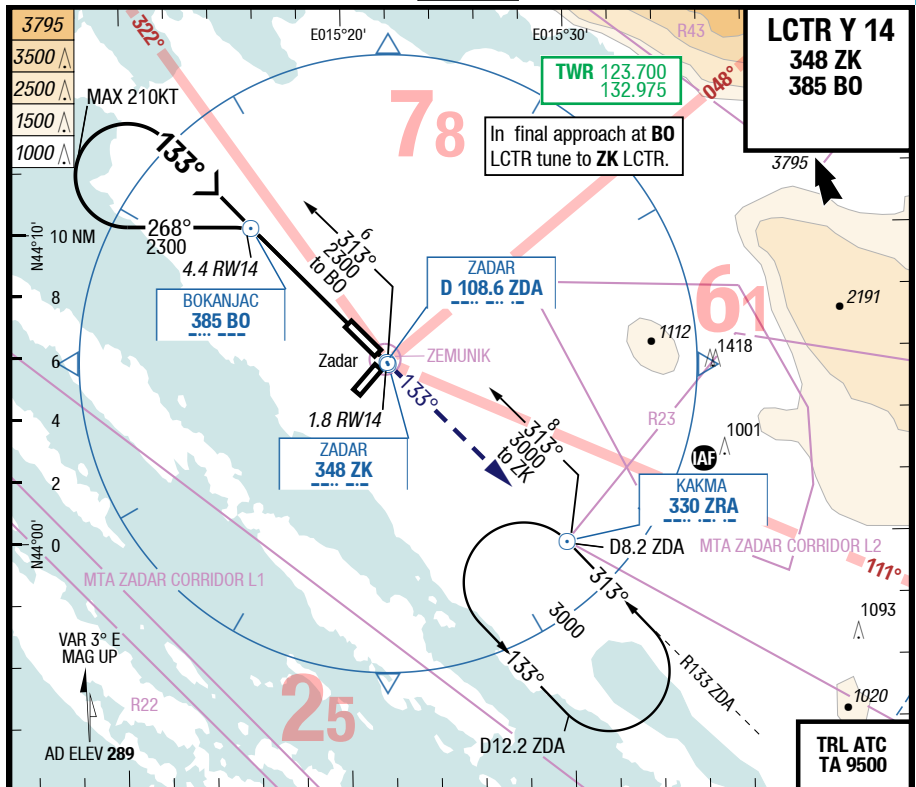 3795
3500
2500
1500
1000
322°
E015°20'
E015°30'
R43
LCTR Y 14
348 ZK
385 BO
TWR 123.700
132.975
048°
MAX 210KT
78
In final approach at BO
LCTR tune to ZK LCTR.
133°
3795
N44°10'
10 NM
268°
2300
4.4 RW14
6
313°
2300
to BO
BOKANJAC
385 BO
ZADAR
D 108.6 ZDA
61
2191
8
1112
1418
Zadar
ZEMUNIK
6
133°
1.8 RW14
R23
4
8
313°
3000
to ZK
1001
IAF
ZADAR
348 ZK
2
KAKMA
330 ZRA
N44°00'
0
D8.2 ZDA
MTA ZADAR CORRIDOR L2
111°
MTA ZADAR CORRIDOR L1
313°
3000
1093
VAR 3° E
MAG UP
133°
R133 ZDA
R22
25
1020
D12.2 ZDA
AD ELEV 289
TRL ATC
TA 9500